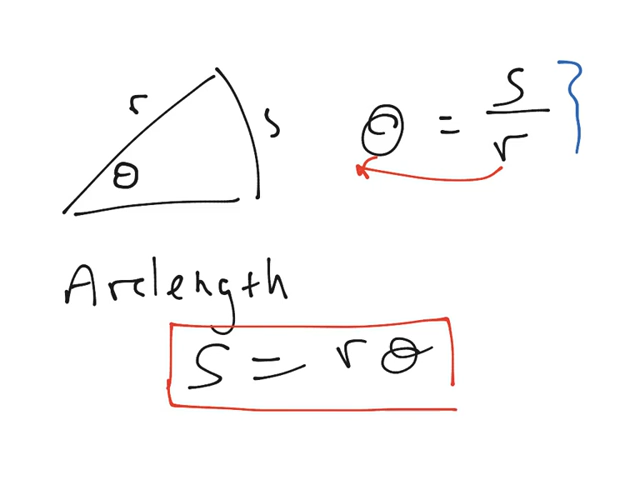 r
s
θ
θ = s/r
Arclength
s = rθ